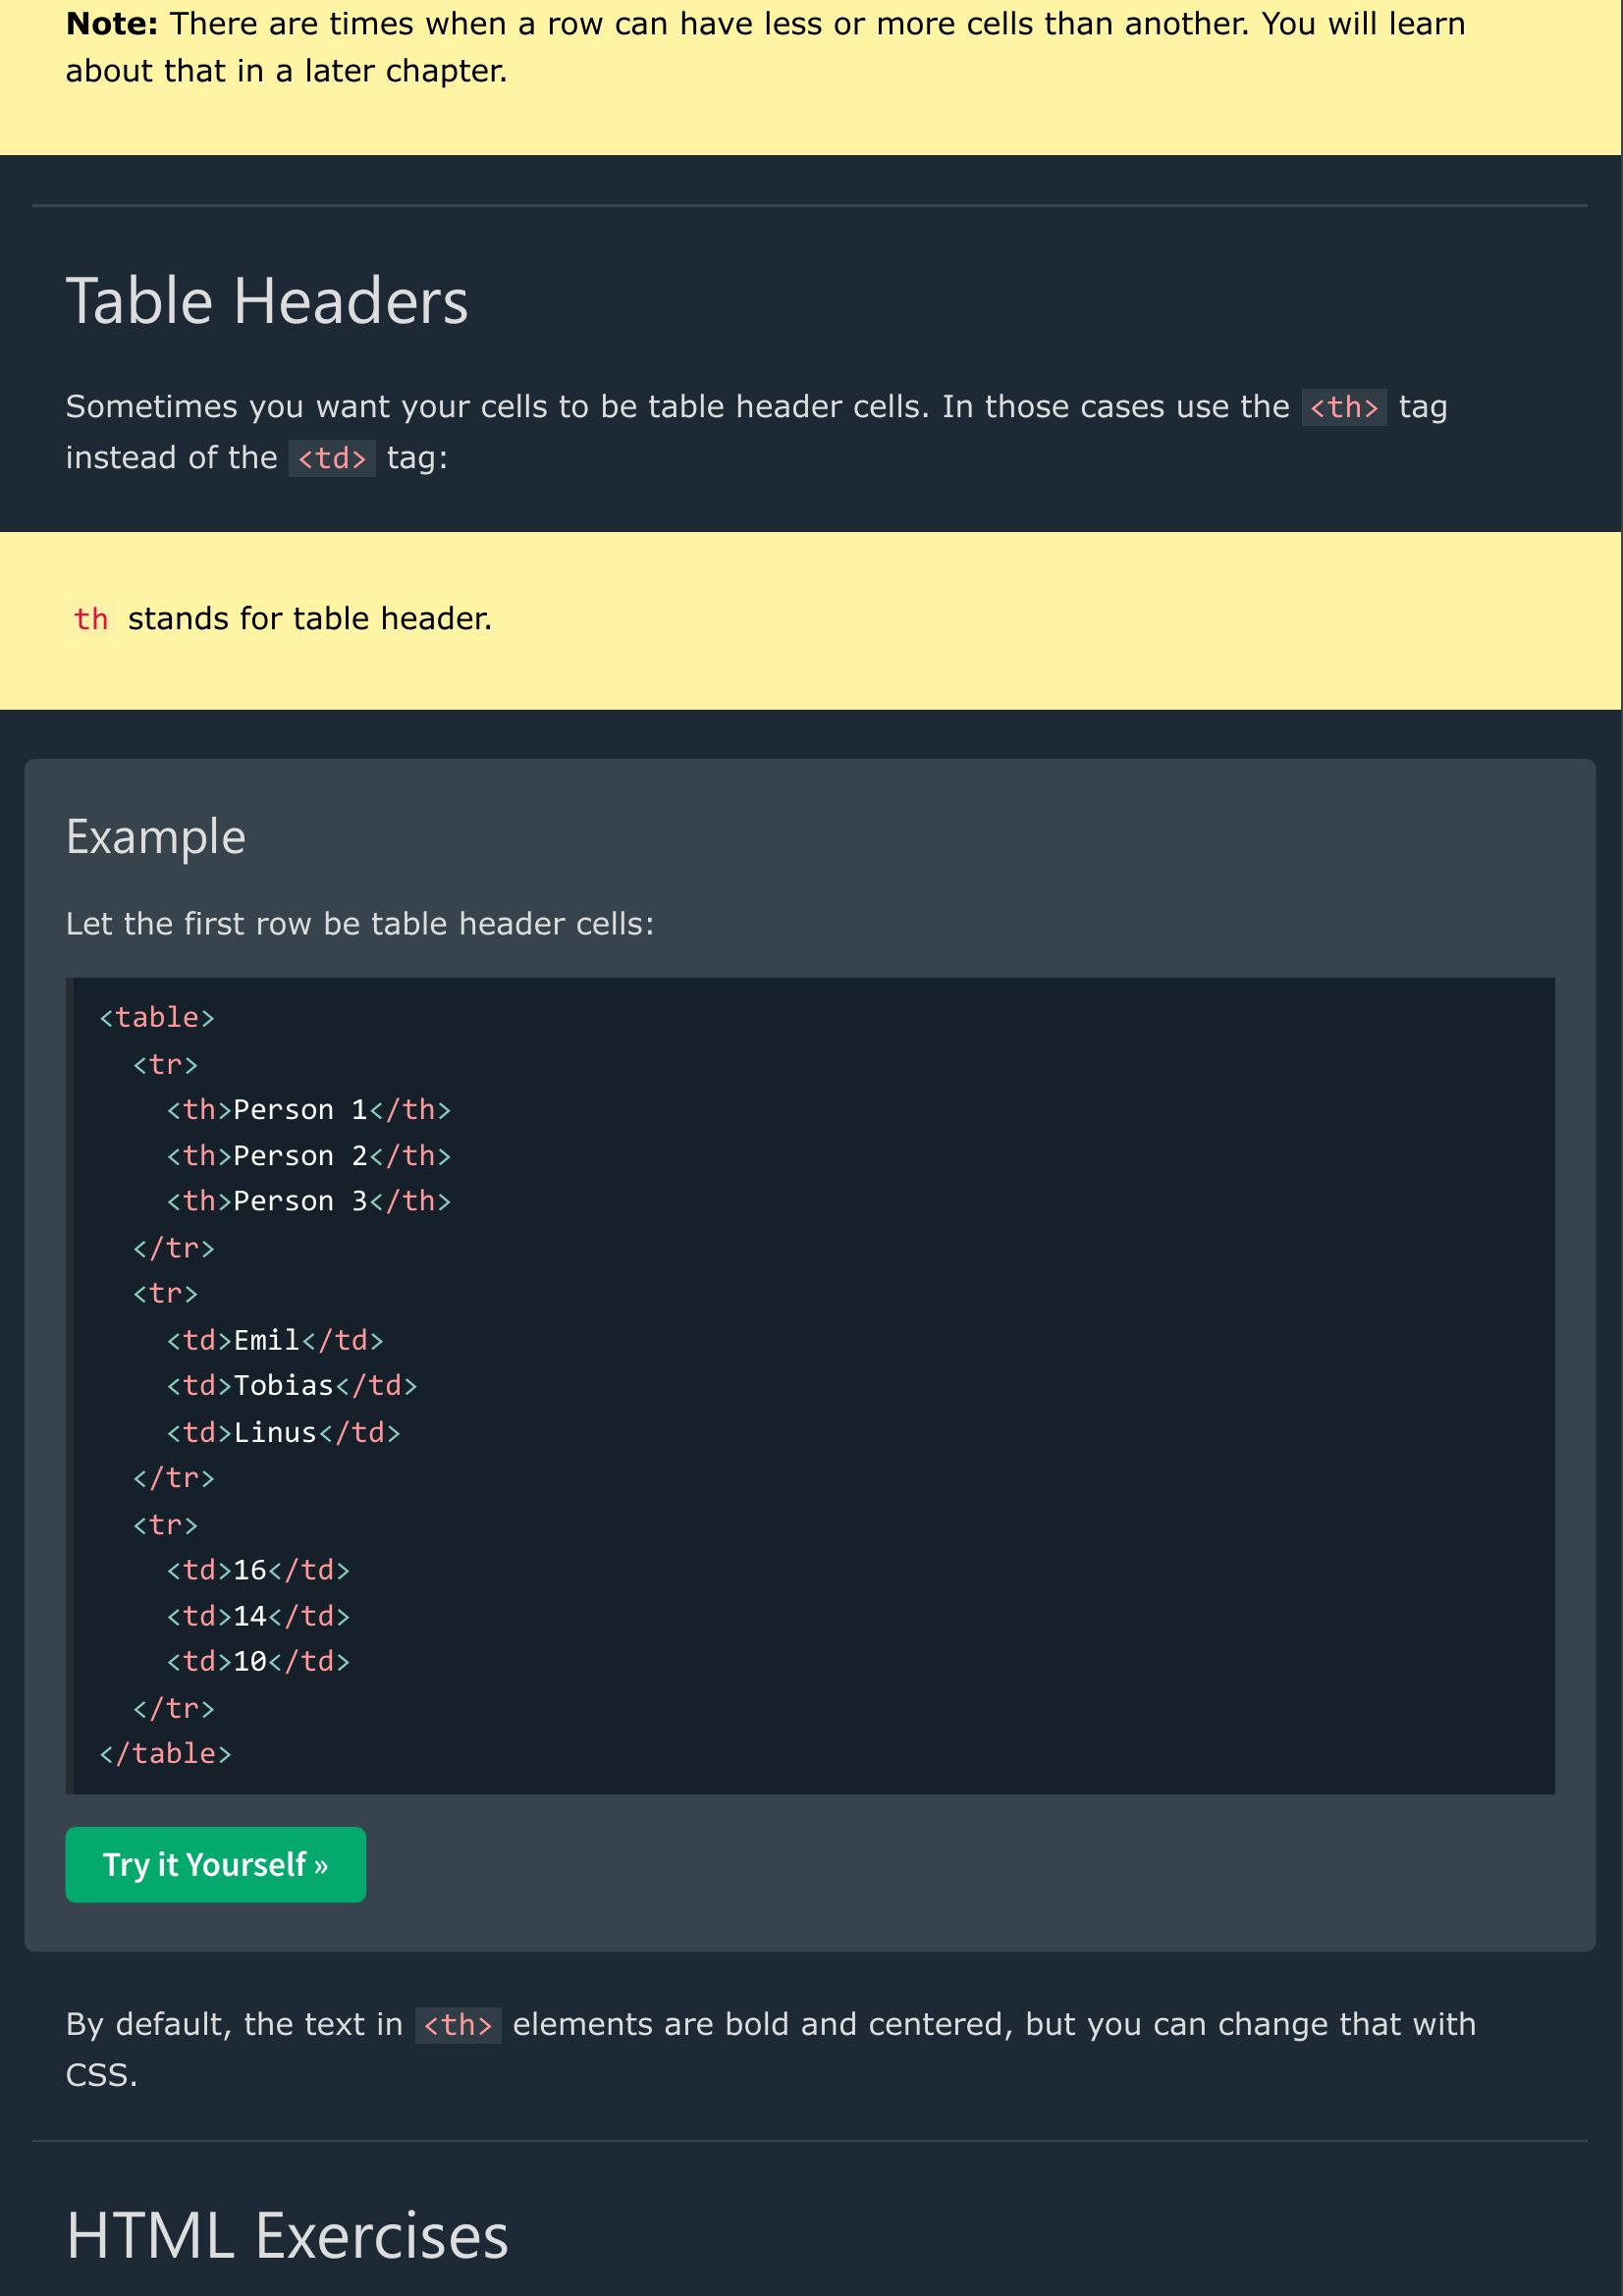 Note: There are times when a row can have less or more cells than another. You will learn
about that in a later chapter.
Table Headers
Sometimes you want your cells to be table header cells. In those cases use the <th> tag
instead of the <td> tag:
th stands for table header.
Example
Let the first row be table header cells:
<table>
  <tr>
    <th>Person 1</th>
    <th>Person 2</th>
    <th>Person 3</th>
  </tr>
  <tr>
    <td>Emil</td>
    <td>Tobias</td>
    <td>Linus</td>
  </tr>
  <tr>
    <td>16</td>
    <td>14</td>
    <td>10</td>
  </tr>
</table>
Try it Yourself »
By default, the text in <th> elements are bold and centered, but you can change that with
CSS.
HTML Exercises